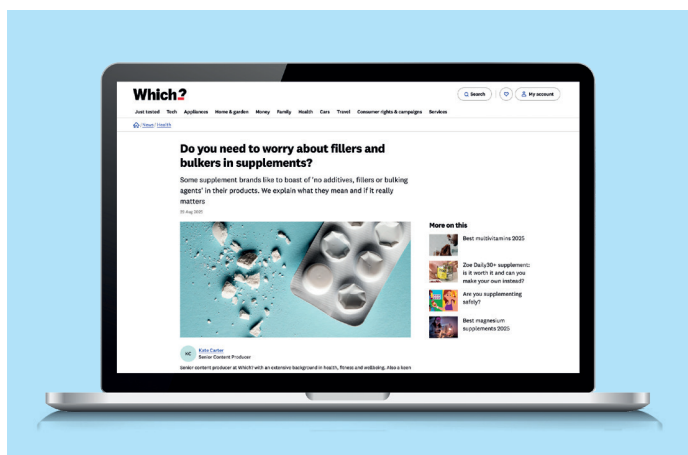 Which?
Search
My account
Just tested Tech Appliances Home & garden Money Family Health Cars Travel Consumer rights & campaigns Services
/ News / Health
Do you need to worry about fillers and
bulkers in supplements?
Some supplement brands like to boast of 'no additives, fillers or bulking
agents' in their products. We explain what they mean and if it really
matters
Aug 2025
More on this
Best multivitamins 2025
Zoe Daily30+ supplement:
is it worth it and can you
make your own instead?
Are you supplementing
safely?
Best magnesium
supplements 2025
KC
Kate Carter
Senior Content Producer
Senior content producer at Which? with an extensive background in health, fitness and wellbeing. Also a keen